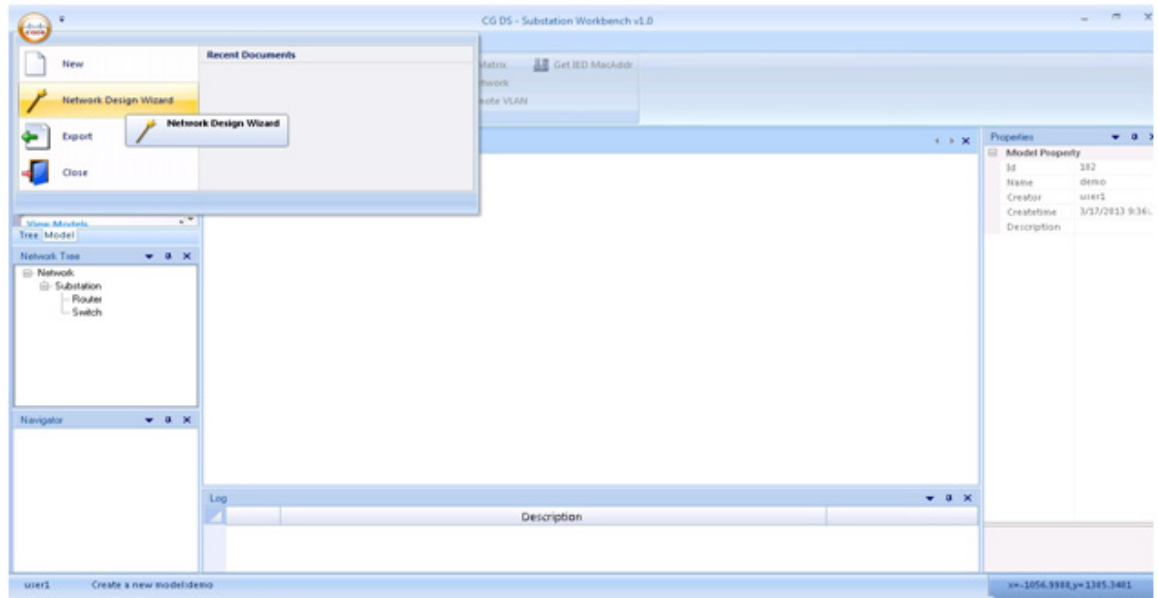 CG DS - Substation Workbench v1.0
New
Recent Documents
Network Design Wizard
Network Design Wizard
Export
Close
Matrix
Get IED MacAddr
twork
mote VLAN
View Models
Tree Model
Network Tree
Network
Substation
Router
Switch
Navigator
Log
Description
Properties
Model Property
Id 182
Name demo
Creator user1
Createtime 3/17/2013 9:36:
Description
user1 Create a new model:demo
x=-1056.9988,y=1385.3481